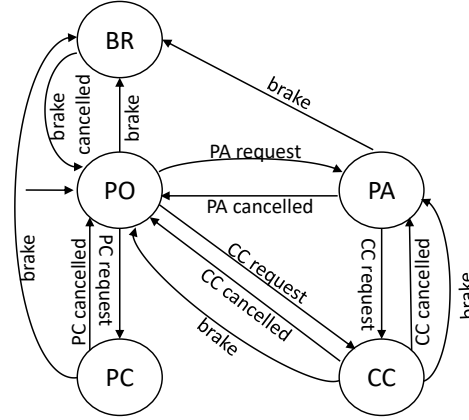 BR
brake
cancelled
brake
brake
PA request
PO
PA
PA cancelled
CC request
CC cancelled
brake
PC cancelled
PC request
brake
CC request
CC cancelled
brake
PC
CC